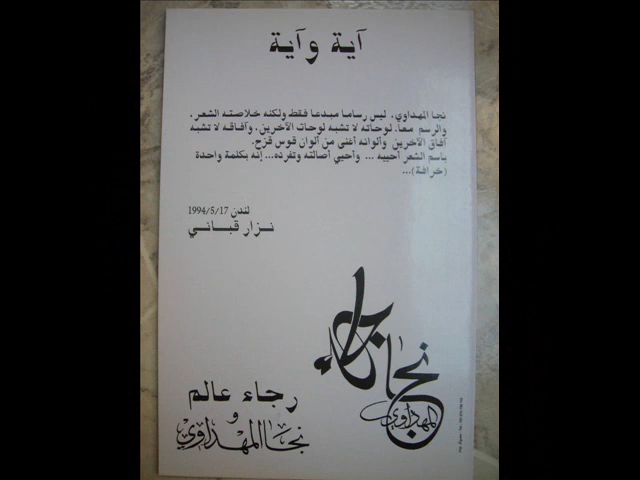 آية وآية
نجا المهداوي، ليس رساما مبدعا فقط ولكنه خلاصته الشعر.
والرسم معاً. لوحاته لا تشبه لوحات الآخرين، وآفاقه لا تشبه
آفاق الآخرين وألوانه أغنى من ألوان قوس قزح.
بأسم الشعر أحييه ... وأحيي أصالته وتفرده... إنه بكلمة واحدة
(خرافة)...
لندن 1994/5/17
نزار قباني
نجا
المهداوي
رجاء عالم
و
نجا المهداوي